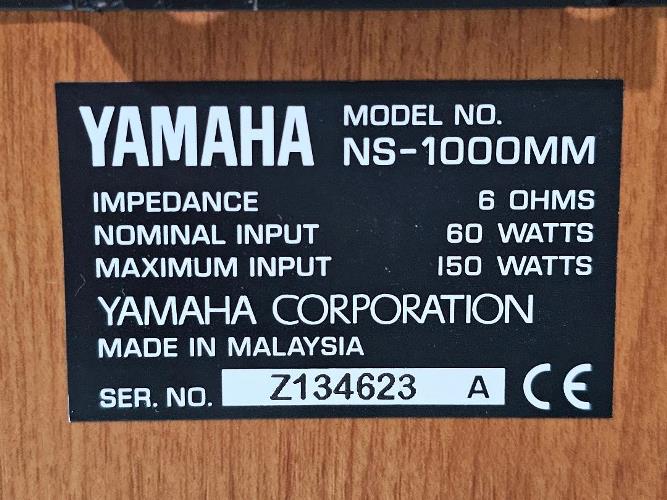 YAMAHA MODEL NO.
NS-1000MM
IMPEDANCE 6 OHMS
NOMINAL INPUT 60 WATTS
MAXIMUM INPUT 150 WATTS
YAMAHA CORPORATION
MADE IN MALAYSIA
SER. NO. Z134623 A CE